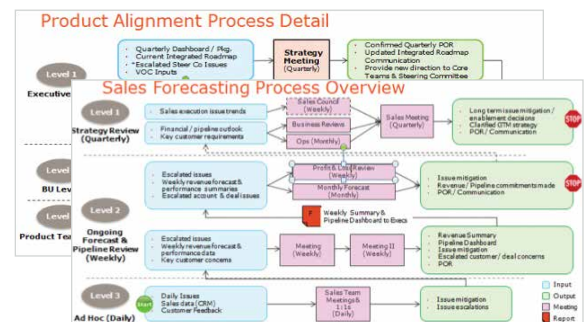 Product Alignment Process Detail
Quarterly Dashboard / Pkg.
Current Integrated Roadmap
*Escalated Steer Co Issues
VOC Inputs
Strategy
Meeting
(Quarterly)
Confirmed Quarterly POR
Updated Integrated Roadmap
Communication
Provide new direction to Core
Teams & Steering Committee
Level 1
Executive
BU Lev
Product Tea
Sales Forecasting Process Overview
Level 1
Strategy Review
(Quarterly)
Sales execution issue trends
Financial / pipeline outlook
Key customer requirements
Sales Council
(Weekly)
Business Reviews
Ops (Monthly)
Sales Meeting
(Quarterly)
Long term issue mitigation /
enablement decisions
Clarified GTM strategy
POR / Communication
STOP
Level 2
Ongoing
Forecast &
Pipeline Review
(Weekly)
Escalated issues
Weekly revenue forecast &
performance summaries
Escalated account & deal issues
Profit & Loss Review
(Weekly)
Monthly Forecast
(Monthly)
Issue mitigation
Revenue / Pipeline commitments made
POR / Communication
STOP
Weekly Summary &
Pipeline Dashboard to Execs
Escalated issues
Weekly revenue forecast &
performance data
Key customer concerns
Meeting
(Weekly)
Meeting II
(Weekly)
Revenue Summary
Pipeline Dashboard
Issue mitigation
Escalated customer / deal concerns
POR
Level 3
Ad Hoc (Daily)
Start
Daily Issues
Sales data (CRM)
Customer Feedback
Sales Team
Meetings &
1:1s
(Daily)
Issue mitigation
Issue escalations
Input
Output
Meeting
Report